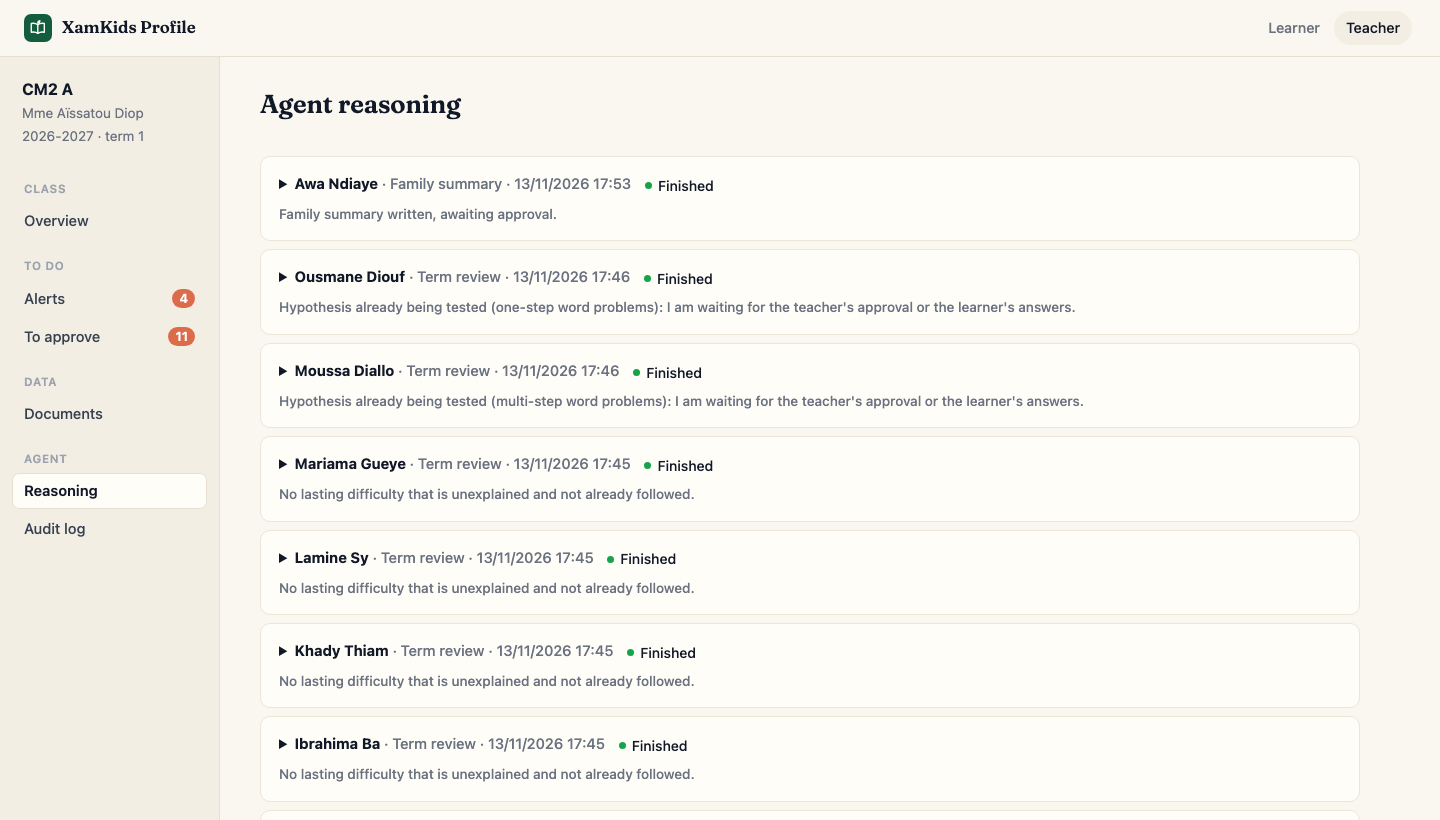 XamKids Profile
Learner
Teacher
CM2 A
Mme Aïssatou Diop
2026-2027 · term 1
CLASS
Overview
TO DO
Alerts 4
To approve 11
DATA
Documents
AGENT
Reasoning
Audit log
Agent reasoning
Awa Ndiaye · Family summary · 13/11/2026 17:53 Finished
Family summary written, awaiting approval.
Ousmane Diouf · Term review · 13/11/2026 17:46 Finished
Hypothesis already being tested (one-step word problems): I am waiting for the teacher's approval or the learner's answers.
Moussa Diallo · Term review · 13/11/2026 17:46 Finished
Hypothesis already being tested (multi-step word problems): I am waiting for the teacher's approval or the learner's answers.
Mariama Gueye · Term review · 13/11/2026 17:45 Finished
No lasting difficulty that is unexplained and not already followed.
Lamine Sy · Term review · 13/11/2026 17:45 Finished
No lasting difficulty that is unexplained and not already followed.
Khady Thiam · Term review · 13/11/2026 17:45 Finished
No lasting difficulty that is unexplained and not already followed.
Ibrahima Ba · Term review · 13/11/2026 17:45 Finished
No lasting difficulty that is unexplained and not already followed.